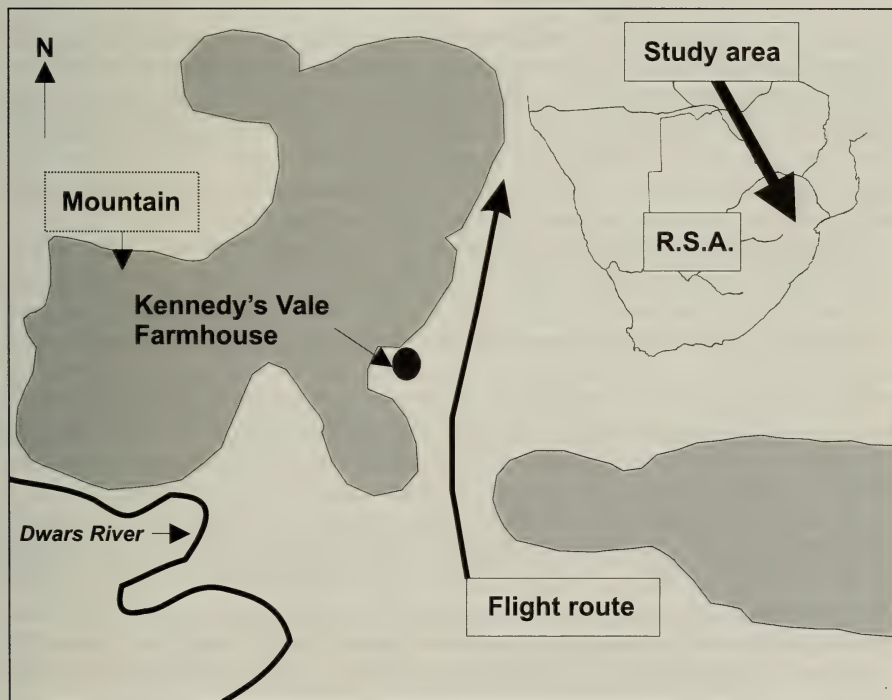 N
Study area
Mountain
R.S.A.
Kennedy's Vale
Farmhouse
Dwars River
Flight route